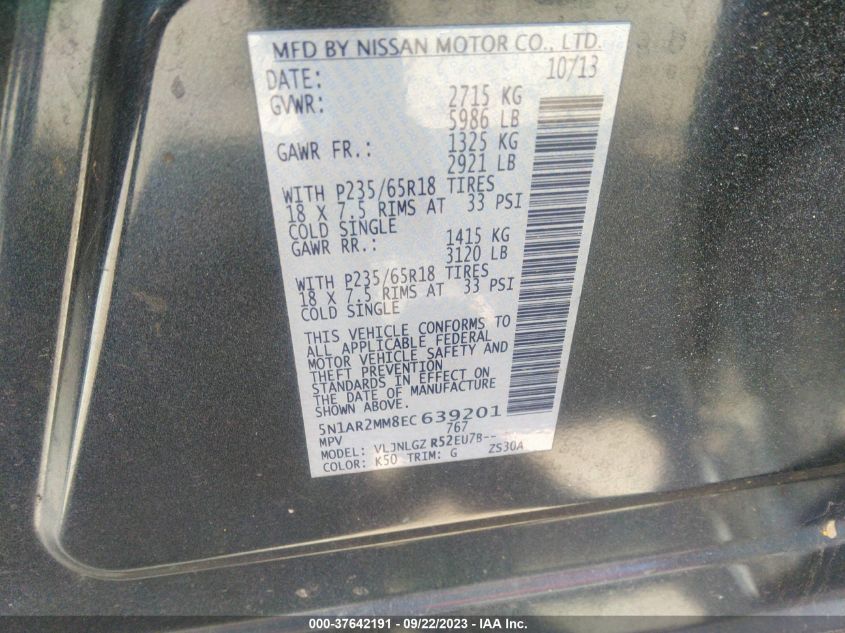 MFD BY NISSAN MOTOR CO., LTD.
DATE: 10/13
GVWR: 2715 KG
5986 LB
GAWR FR.: 1325 KG
2921 LB
WITH P235/65R18 TIRES
18 X 7.5 RIMS AT 33 PSI
COLD SINGLE
GAWR RR.: 1415 KG
3120 LB
WITH P235/65R18 TIRES
18 X 7.5 RIMS AT 33 PSI
COLD SINGLE
THIS VEHICLE CONFORMS TO
ALL APPLICABLE FEDERAL
MOTOR VEHICLE SAFETY AND
THEFT PREVENTION
STANDARDS IN EFFECT ON
THE DATE OF MANUFACTURE
SHOWN ABOVE.
5N1AR2MM8EC639201
MPV 767
MODEL: VLJNLGZ R52EU7B--
COLOR: K50 TRIM: G ZS30A
000-37642191 - 09/22/2023 - IAA Inc.